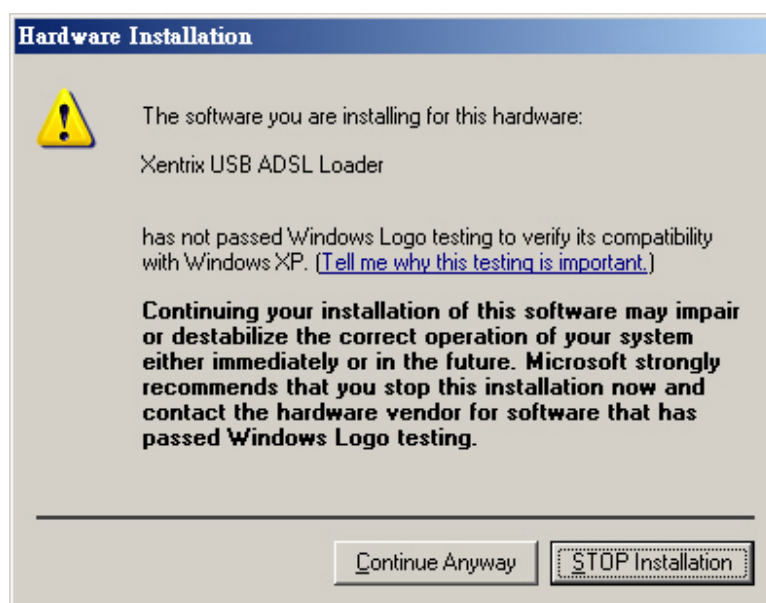 Hardware Installation
The software you are installing for this hardware:
Xentrix USB ADSL Loader
has not passed Windows Logo testing to verify its compatibility
with Windows XP. (Tell me why this testing is important.)
Continuing your installation of this software may impair
or destabilize the correct operation of your system
either immediately or in the future. Microsoft strongly
recommends that you stop this installation now and
contact the hardware vendor for software that has
passed Windows Logo testing.
Continue Anyway
STOP Installation